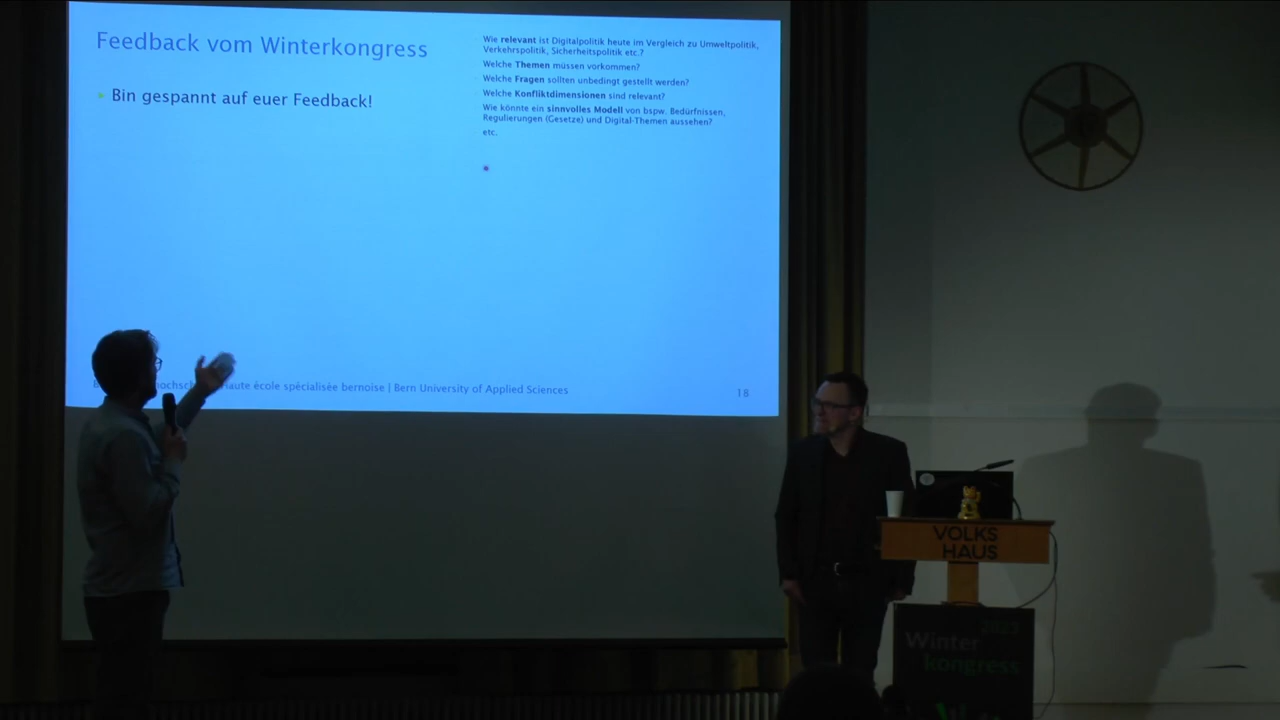 Feedback vom Winterkongress
Bin gespannt auf euer Feedback!
Wie relevant ist Digitalpolitik heute im Vergleich zu Umweltpolitik,
Verkehrspolitik, Sicherheitspolitik etc.?
Welche Themen müssen vorkommen?
Welche Fragen sollten unbedingt gestellt werden?
Welche Konfliktdimensionen sind relevant?
Wie könnte ein sinnvolles Modell von bspw. Bedürfnissen,
Regulierungen (Gesetze) und Digital-Themen aussehen?
etc.
école spécialisée bernoise | Bern University of Applied Sciences
18
VOLKS
HAUS
2025
Winter
kongress